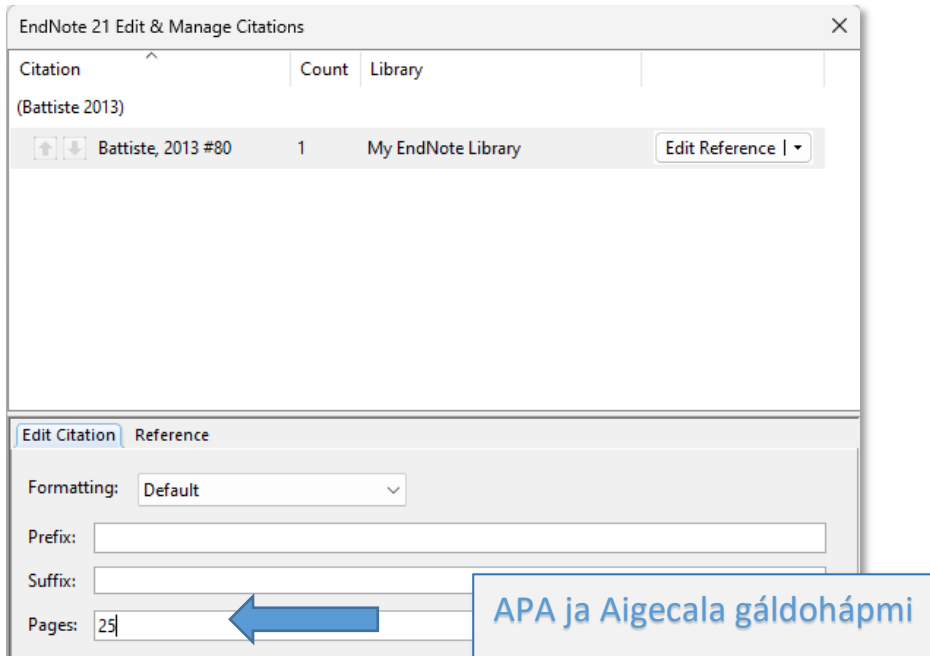 EndNote 21 Edit & Manage Citations
Citation Count Library
(Battiste 2013)
Battiste, 2013 #80 1 My EndNote Library Edit Reference
Edit Citation Reference
Formatting: Default
Prefix:
Suffix:
Pages: 25
APA ja Aigecala gáldohápmi